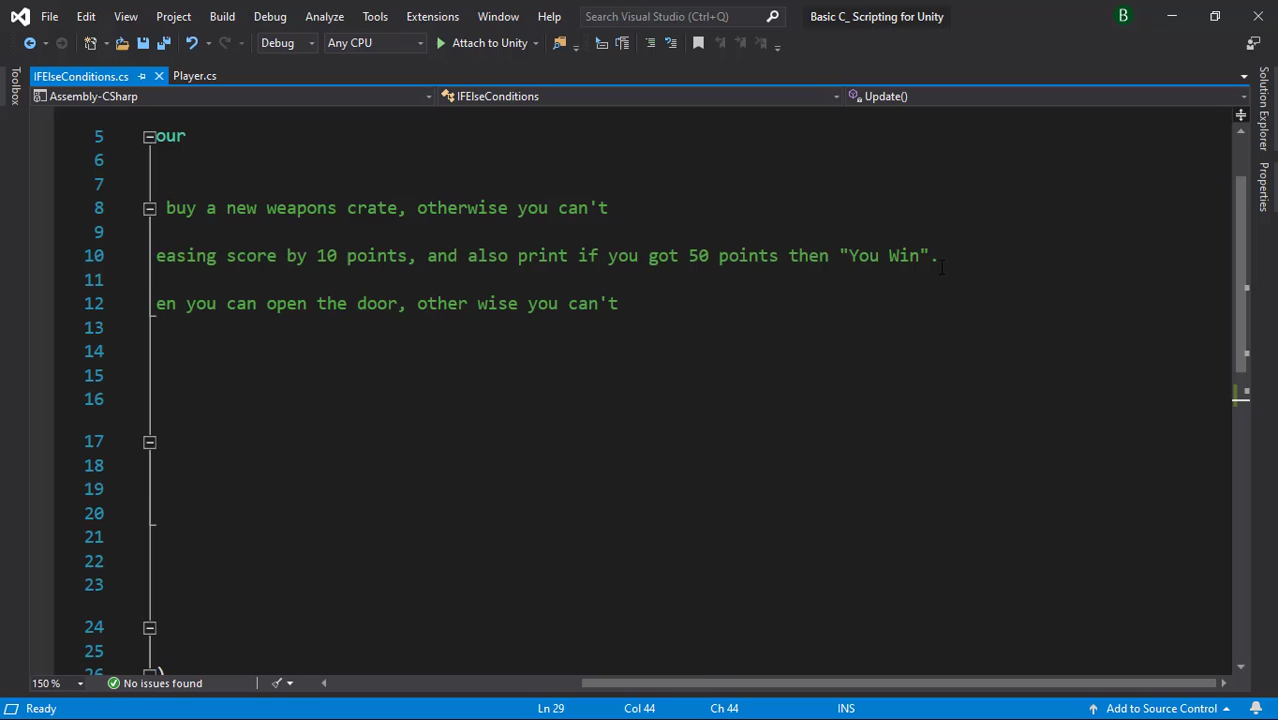 File Edit View Project Build Debug Analyze Tools Extensions Window Help Search Visual Studio (Ctrl+Q) Basic C_ Scripting for Unity B
Debug Any CPU Attach to Unity
IFElseConditions.cs Player.cs
Assembly-CSharp IFElseConditions Update()
Toolbox
Solution Explorer
Properties
5 our
6
7
8 buy a new weapons crate, otherwise you can't
9
10 easing score by 10 points, and also print if you got 50 points then "You Win".
11
12 en you can open the door, other wise you can't
13
14
15
16
17
18
19
20
21
22
23
24
25
26 )
150 % No issues found
Ready Ln 29 Col 44 Ch 44 INS Add to Source Control